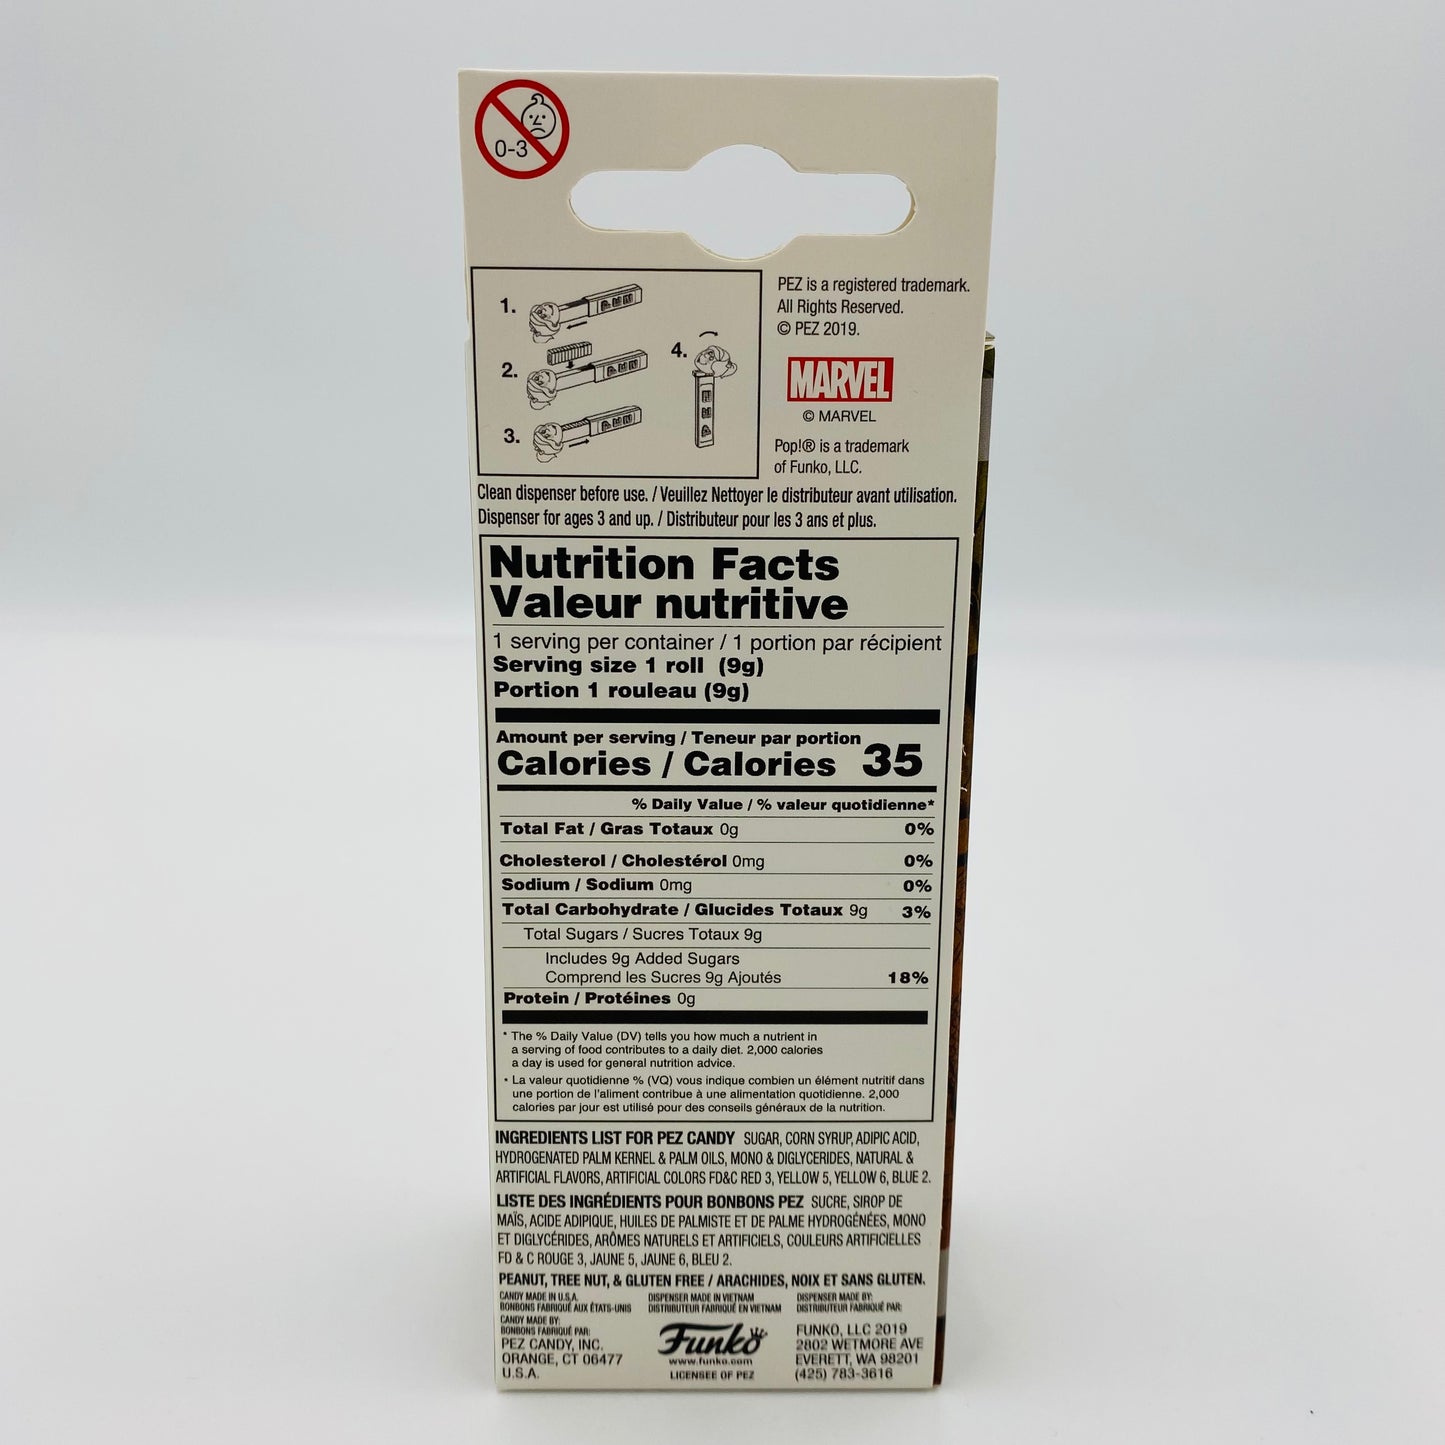 0-3
1.
2.
3.
4.
PEZ is a registered trademark.
All Rights Reserved.
© PEZ 2019.
MARVEL
© MARVEL
Pop!® is a trademark
of Funko, LLC.
Clean dispenser before use. / Veuillez Nettoyer le distributeur avant utilisation.
Dispenser for ages 3 and up. / Distributeur pour les 3 ans et plus.
Nutrition Facts
Valeur nutritive
1 serving per container / 1 portion par récipient
Serving size 1 roll (9g)
Portion 1 rouleau (9g)
Amount per serving / Teneur par portion
Calories / Calories 35
% Daily Value / % valeur quotidienne*
Total Fat / Gras Totaux 0g 0%
Cholesterol / Cholestérol 0mg 0%
Sodium / Sodium 0mg 0%
Total Carbohydrate / Glucides Totaux 9g 3%
Total Sugars / Sucres Totaux 9g
Includes 9g Added Sugars
Comprend les Sucres 9g Ajoutés 18%
Protein / Protéines 0g
* The % Daily Value (DV) tells you how much a nutrient in
a serving of food contributes to a daily diet. 2,000 calories
a day is used for general nutrition advice.
* La valeur quotidienne % (VQ) vous indique combien un élément nutritif dans
une portion de l'aliment contribue à une alimentation quotidienne. 2,000
calories par jour est utilisé pour des conseils généraux de la nutrition.
INGREDIENTS LIST FOR PEZ CANDY SUGAR, CORN SYRUP, ADIPIC ACID,
HYDROGENATED PALM KERNEL & PALM OILS, MONO & DIGLYCERIDES, NATURAL &
ARTIFICIAL FLAVORS, ARTIFICIAL COLORS FD&C RED 3, YELLOW 5, YELLOW 6, BLUE 2.
LISTE DES INGRÉDIENTS POUR BONBONS PEZ SUCRE, SIROP DE
MAÏS, ACIDE ADIPIQUE, HUILES DE PALMISTE ET DE PALME HYDROGÉNÉES, MONO
ET DIGLYCÉRIDES, ARÔMES NATURELS ET ARTIFICIELS, COULEURS ARTIFICIELLES
FD & C ROUGE 3, JAUNE 5, JAUNE 6, BLEU 2.
PEANUT, TREE NUT, & GLUTEN FREE / ARACHIDES, NOIX ET SANS GLUTEN.
CANDY MADE IN U.S.A.
BONBONS FABRIQUÉ AUX ÉTATS-UNIS
CANDY MADE BY:
BONBONS FABRIQUÉ PAR:
PEZ CANDY, INC.
ORANGE, CT 06477
U.S.A.
DISPENSER MADE IN VIETNAM
DISTRIBUTEUR FABRIQUÉ EN VIETNAM
Funko
www.funko.com
LICENSEE OF PEZ
DISPENSER MADE BY:
DISTRIBUTEUR FABRIQUÉ PAR:
FUNKO, LLC 2019
2802 WETMORE AVE
EVERETT, WA 98201
(425) 783-3616